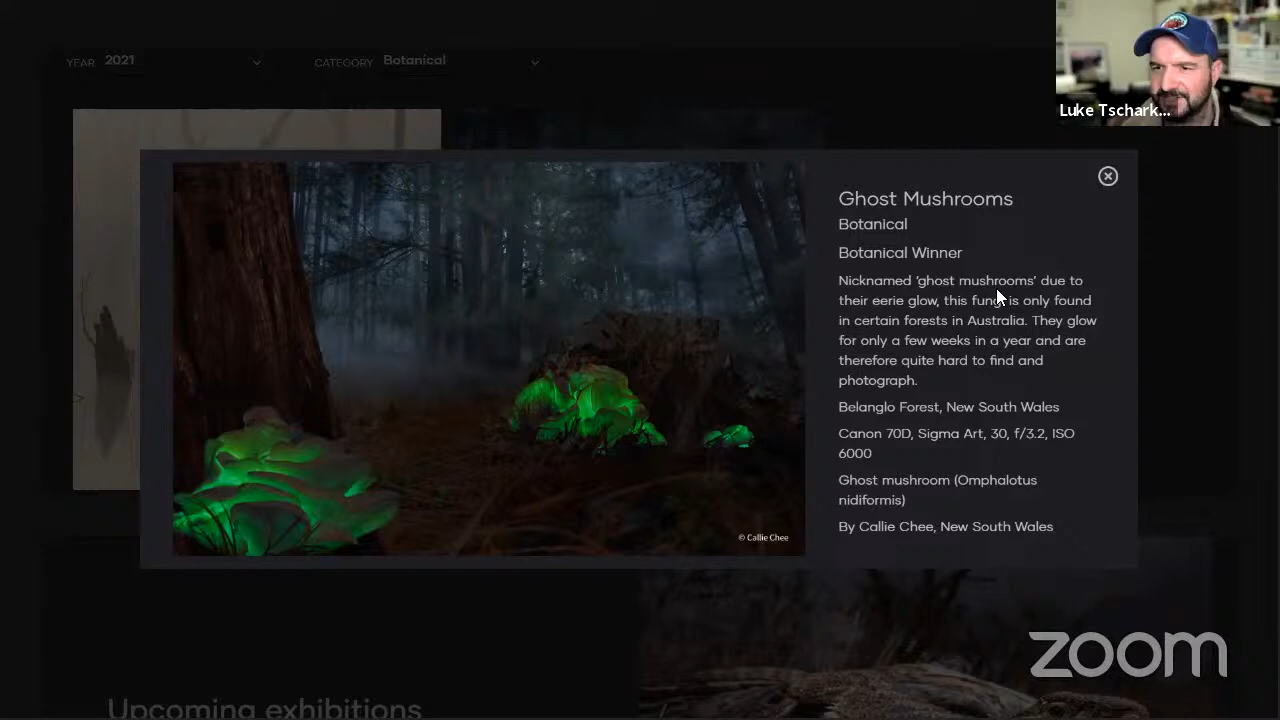 YEAR 2021 CATEGORY Botanical
Luke Tschark...
Ghost Mushrooms
Botanical
Botanical Winner
Nicknamed 'ghost mushrooms' due to
their eerie glow, this fungi is only found
in certain forests in Australia. They glow
for only a few weeks in a year and are
therefore quite hard to find and
photograph.
Belanglo Forest, New South Wales
Canon 70D, Sigma Art, 30, f/3.2, ISO
6000
Ghost mushroom (Omphalotus
nidiformis)
By Callie Chee, New South Wales
© Callie Chee
zoom
Upcoming exhibitions